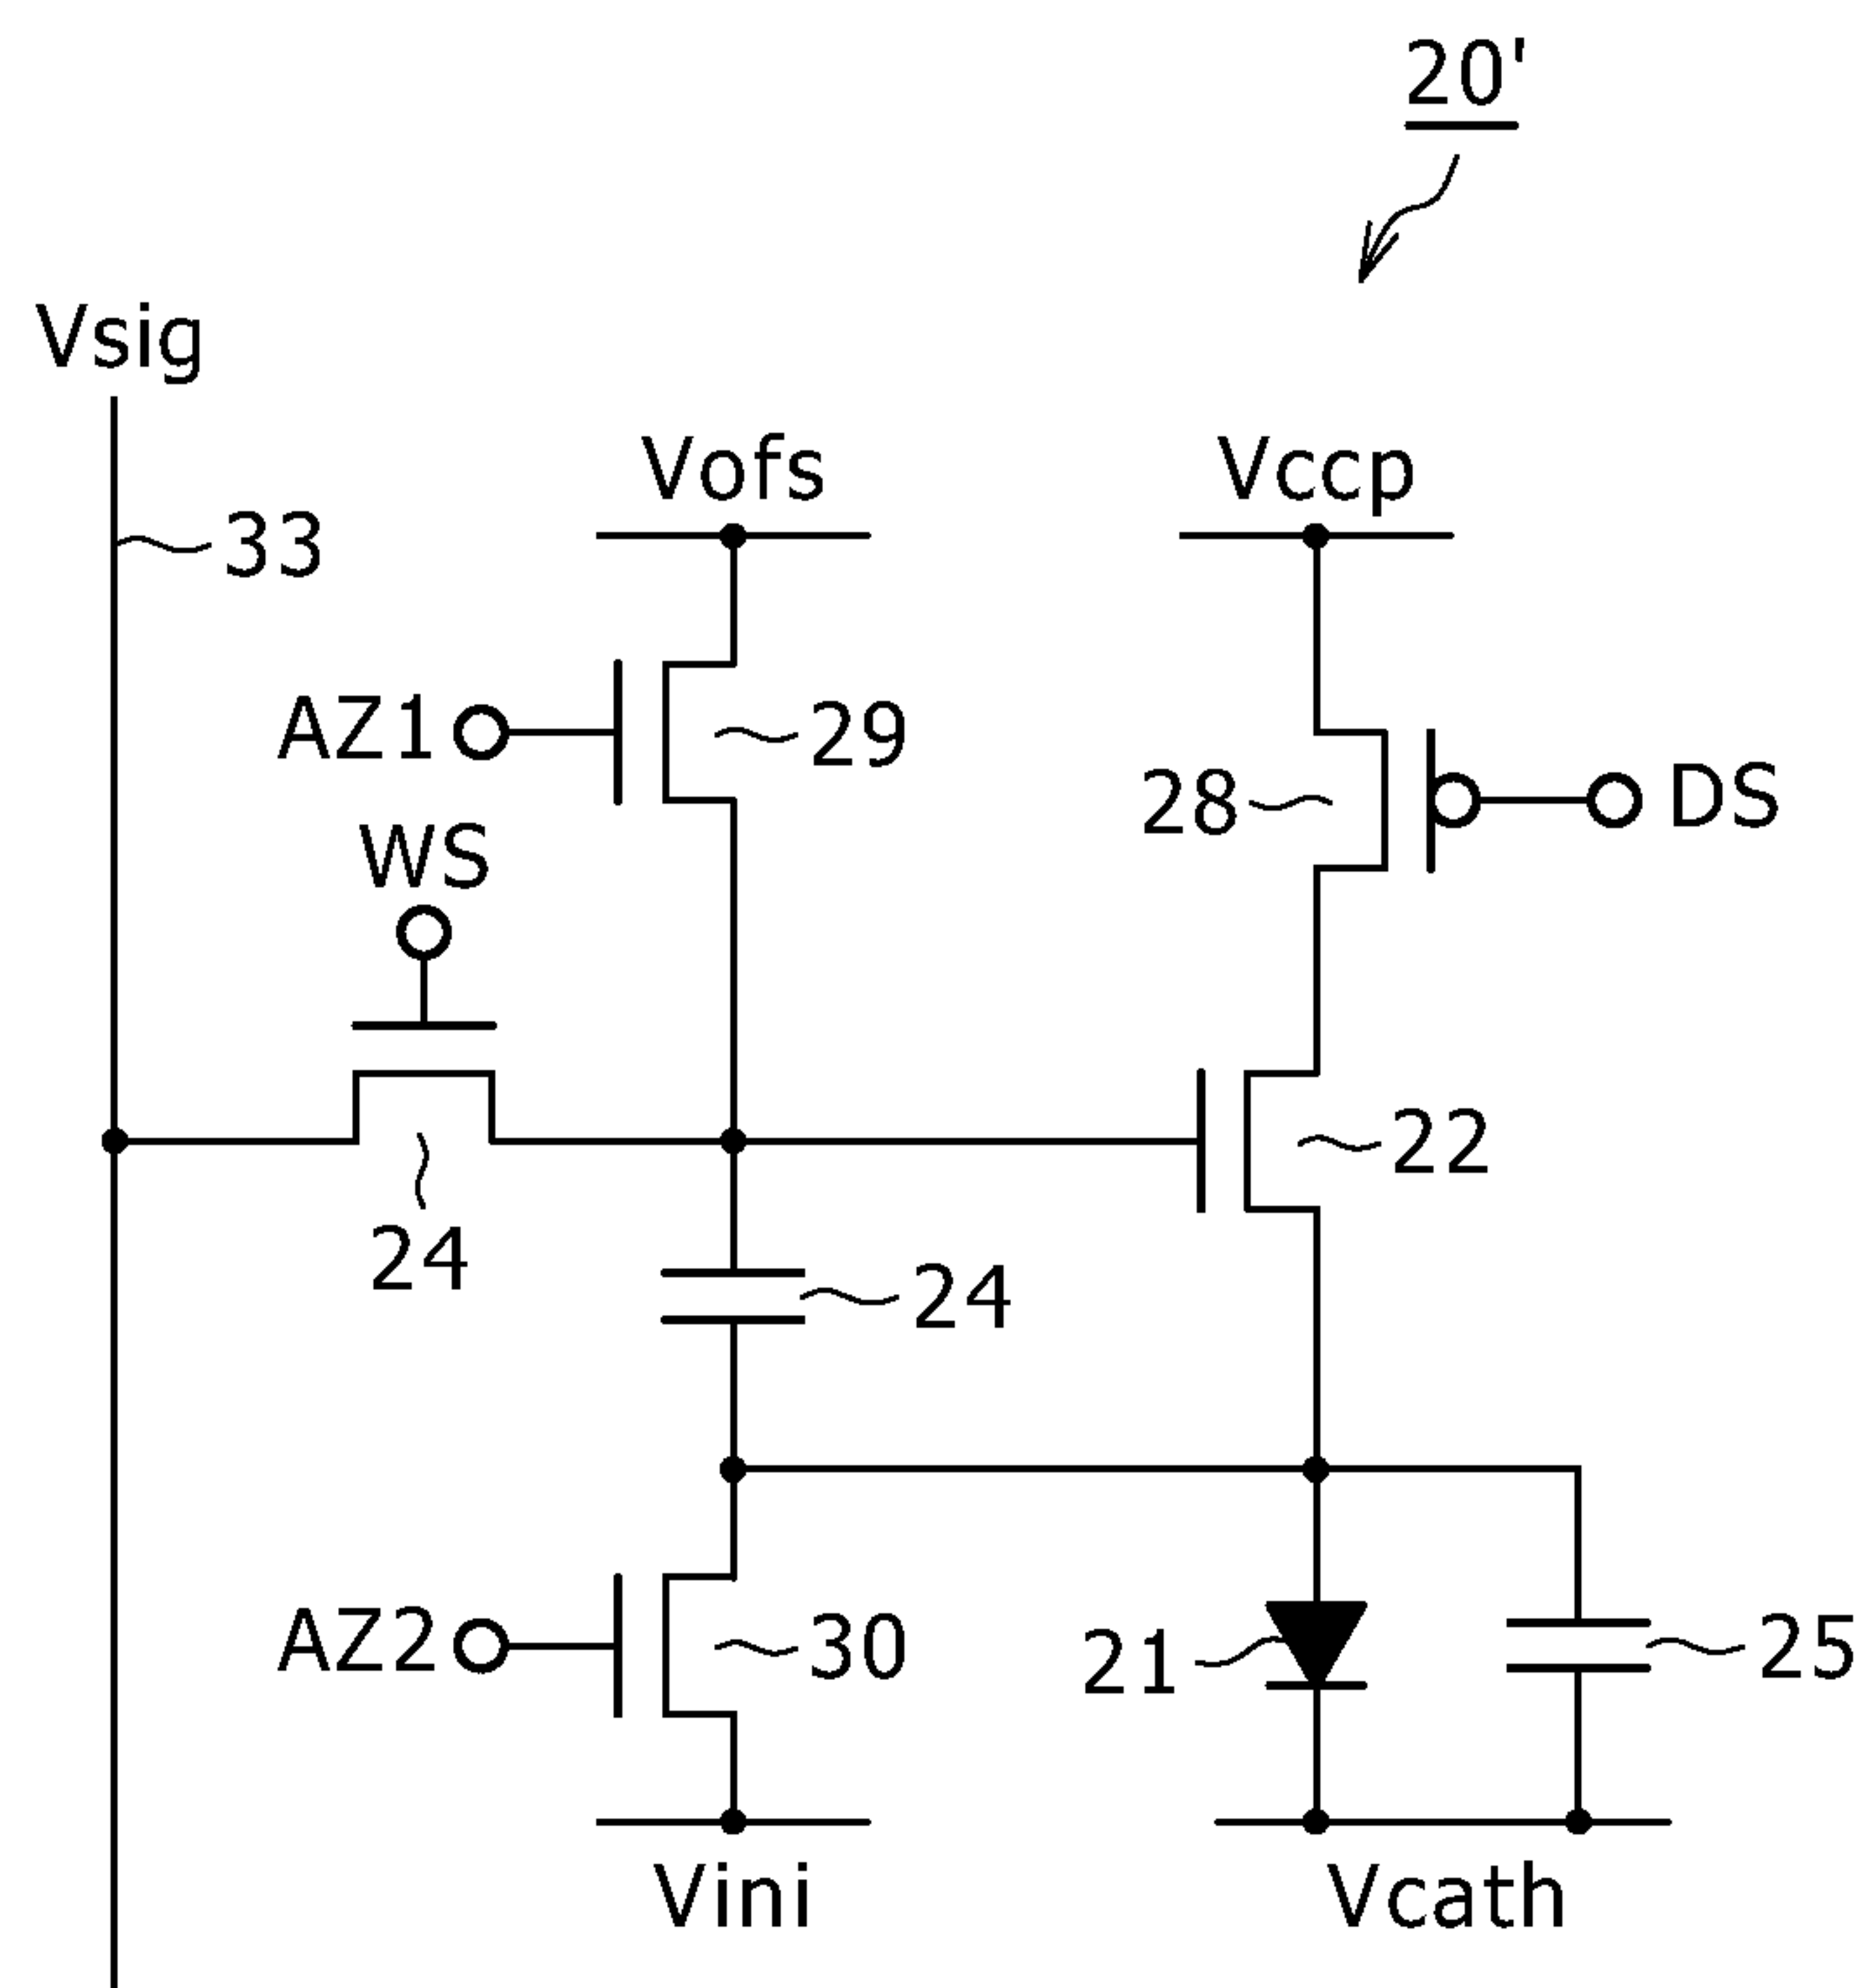 20'
Vsig
Vofs
Vccp
33
AZ1
29
28
DS
WS
22
24
24
AZ2
30
21
25
Vini
Vcath